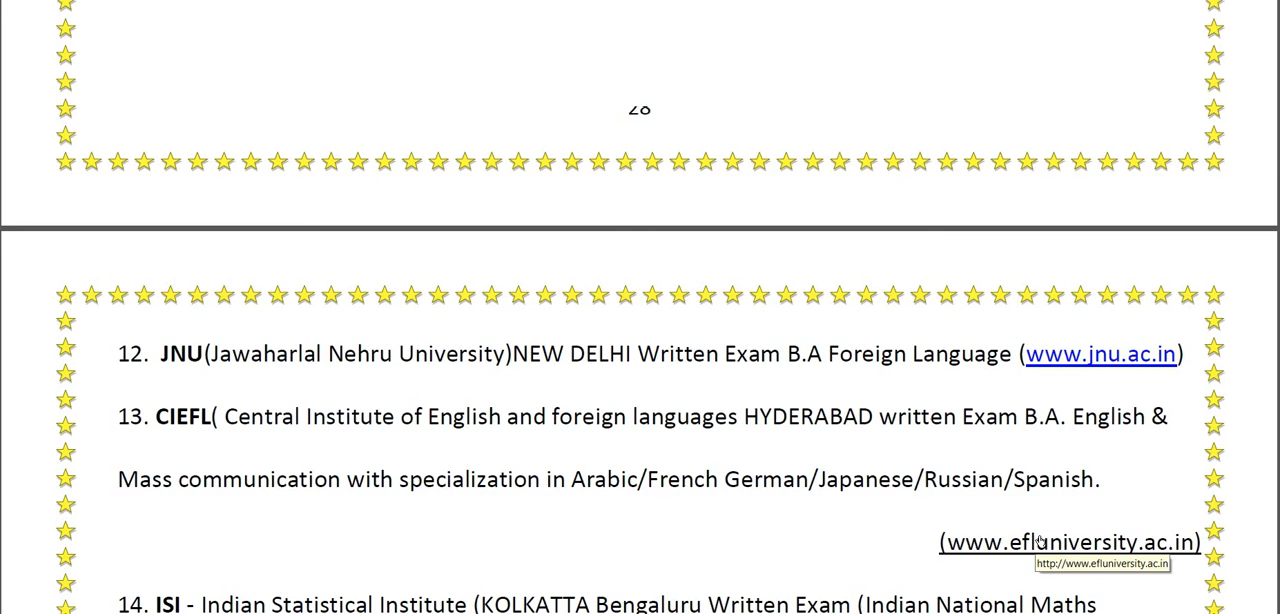 28
12. JNU(Jawaharlal Nehru University)NEW DELHI Written Exam B.A Foreign Language (www.jnu.ac.in)
13. CIEFL( Central Institute of English and foreign languages HYDERABAD written Exam B.A. English &
Mass communication with specialization in Arabic/French German/Japanese/Russian/Spanish.
(www.efluniversity.ac.in)
http://www.efluniversity.ac.in
14. ISI - Indian Statistical Institute (KOLKATTA Bengaluru Written Exam (Indian National Maths